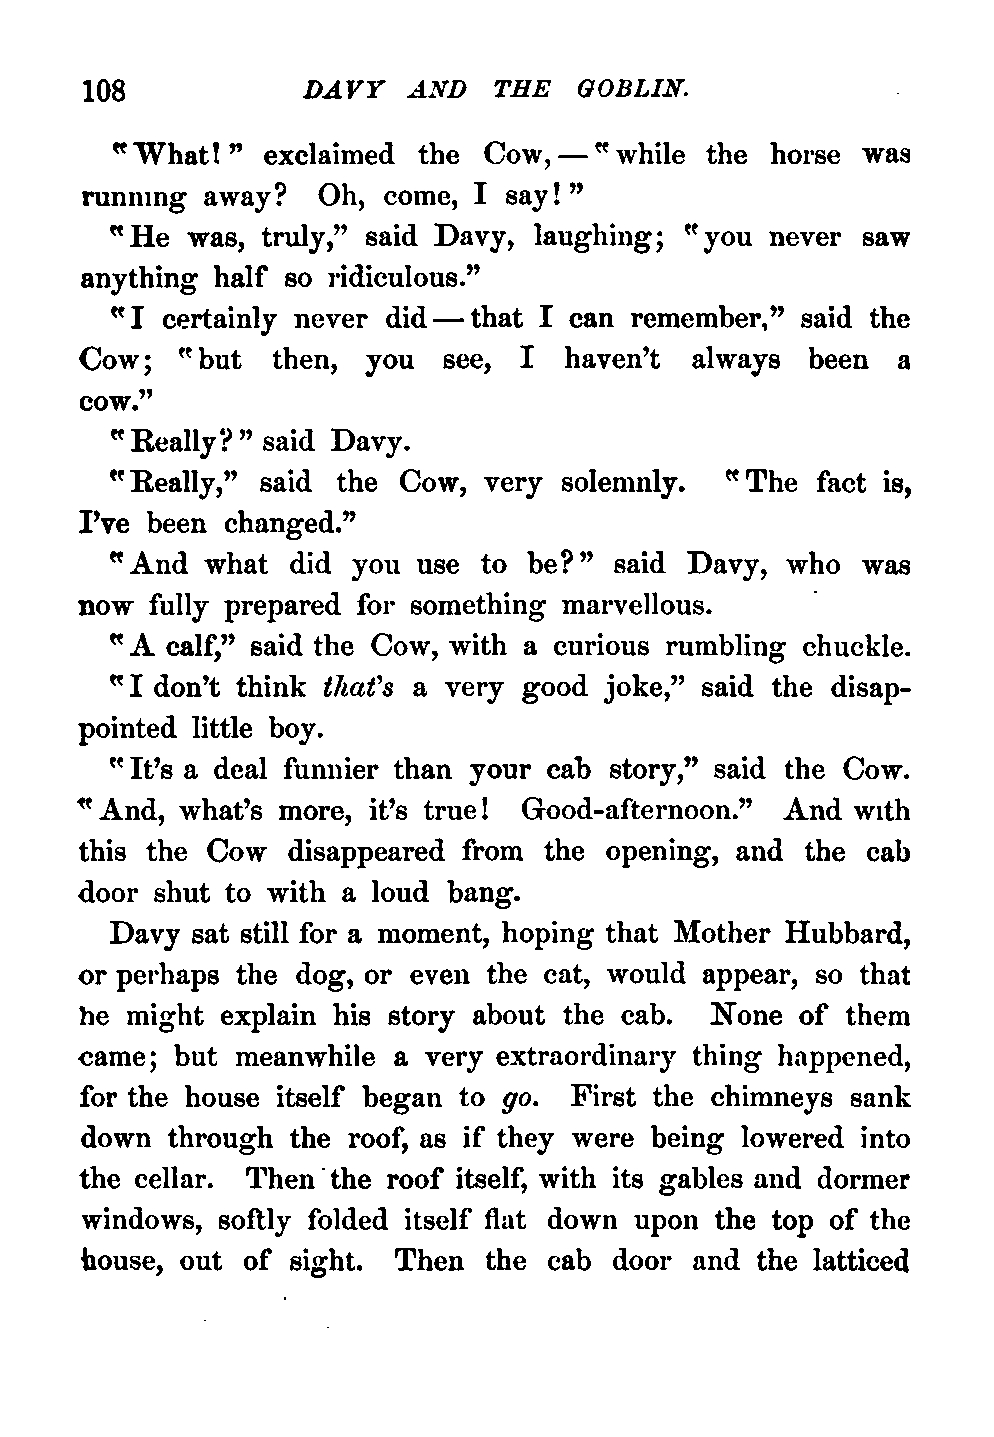 108 DAVY AND THE GOBLIN.
"What!" exclaimed the Cow,—"while the horse was
running away? Oh, come, I say!"
"He was, truly," said Davy, laughing; "you never saw
anything half so ridiculous."
"I certainly never did—that I can remember," said the
Cow; "but then, you see, I haven't always been a
cow."
"Really?" said Davy.
"Really," said the Cow, very solemnly. "The fact is,
I've been changed."
"And what did you use to be?" said Davy, who was
now fully prepared for something marvellous.
"A calf," said the Cow, with a curious rumbling chuckle.
"I don't think that's a very good joke," said the disap-
pointed little boy.
"It's a deal funnier than your cab story," said the Cow.
"And, what's more, it's true! Good-afternoon." And with
this the Cow disappeared from the opening, and the cab
door shut to with a loud bang.
Davy sat still for a moment, hoping that Mother Hubbard,
or perhaps the dog, or even the cat, would appear, so that
he might explain his story about the cab. None of them
came; but meanwhile a very extraordinary thing happened,
for the house itself began to go. First the chimneys sank
down through the roof, as if they were being lowered into
the cellar. Then the roof itself, with its gables and dormer
windows, softly folded itself flat down upon the top of the
house, out of sight. Then the cab door and the latticed